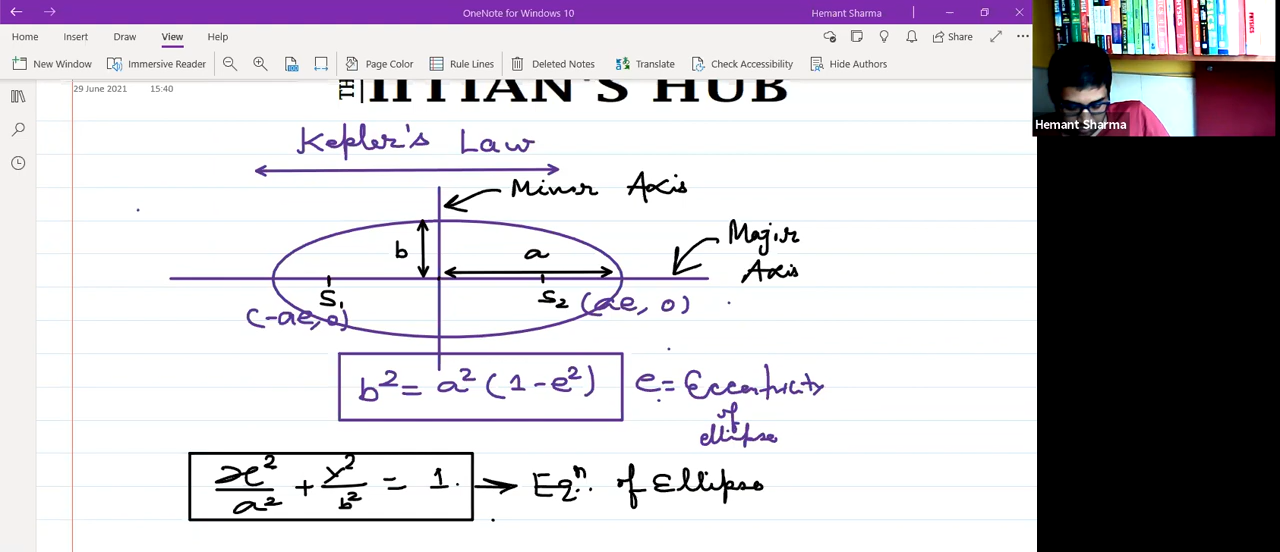 OneNote for Windows 10
Hemant Sharma
Home Insert Draw View Help
Share
New Window Immersive Reader Page Color Rule Lines Deleted Notes Translate Check Accessibility Hide Authors
29 June 2021 15:40
THE IITIAN'S HUB
Kepler's Law
Minor Axis
Major
Axis
b
a
S1
S2
(-ae, 0)
(ae, 0)
b² = a² (1 - e²)
e = Eccentricity
of
ellipse
x²/a² + y²/b² = 1. → Eqⁿ. of Ellipse
Hemant Sharma
PHYSICS